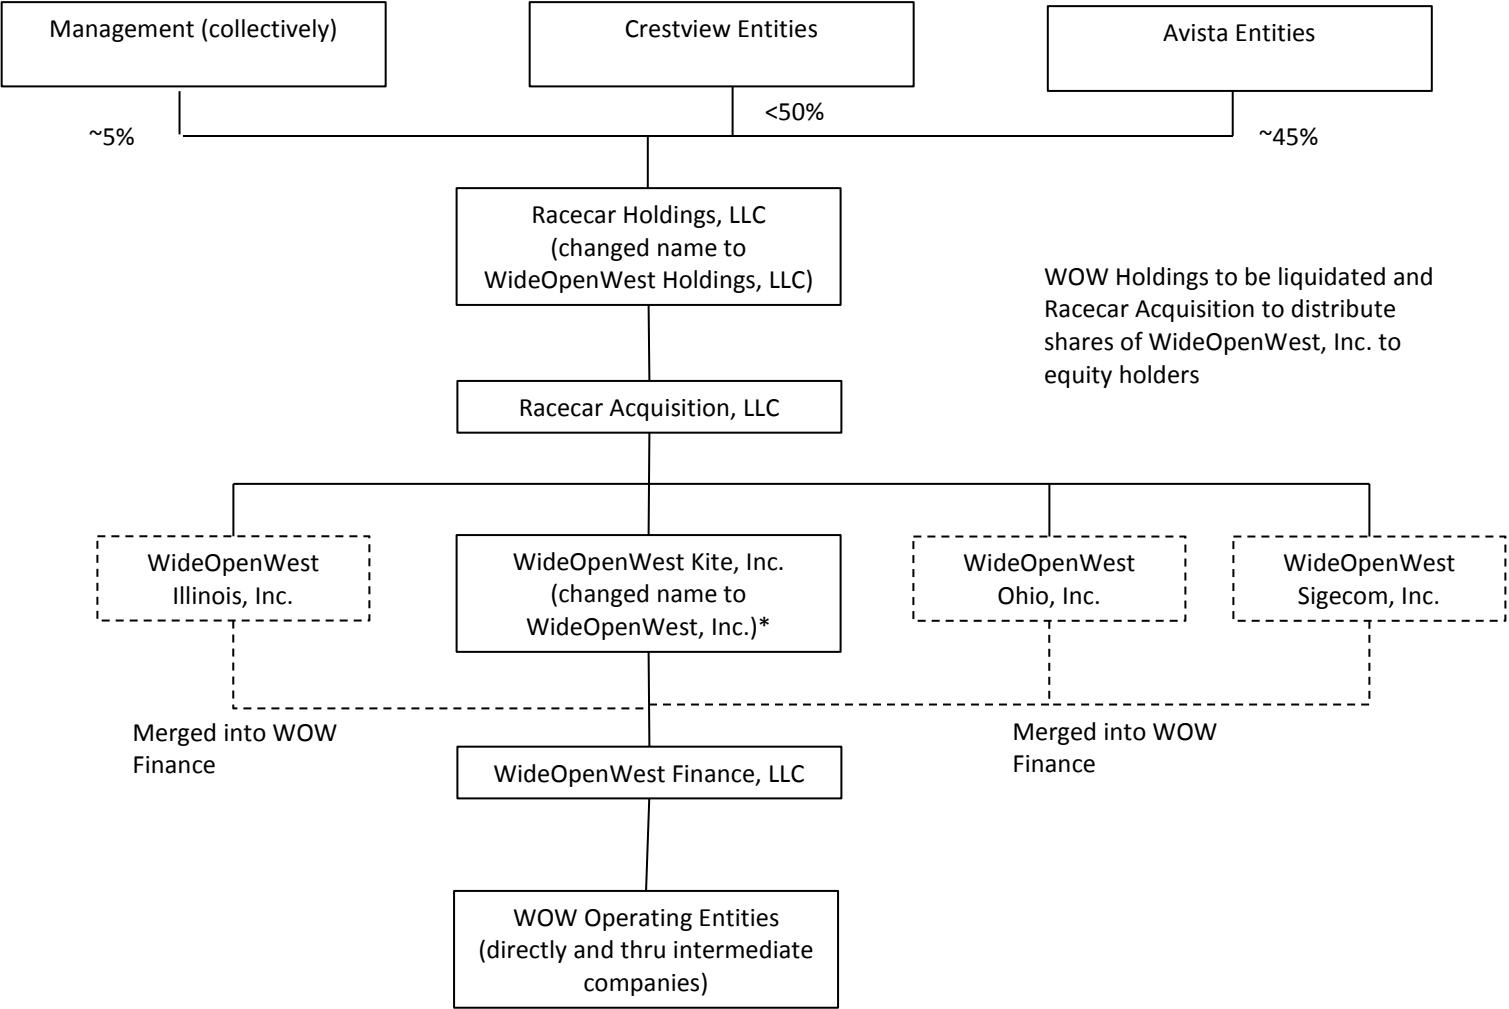 Management (collectively)
Crestview Entities
Avista Entities
~5%
<50%
~45%
Racecar Holdings, LLC
(changed name to
WideOpenWest Holdings, LLC)
WOW Holdings to be liquidated and
Racecar Acquisition to distribute
shares of WideOpenWest, Inc. to
equity holders
Racecar Acquisition, LLC
WideOpenWest
Illinois, Inc.
WideOpenWest Kite, Inc.
(changed name to
WideOpenWest, Inc.)*
WideOpenWest
Ohio, Inc.
WideOpenWest
Sigecom, Inc.
Merged into WOW
Finance
Merged into WOW
Finance
WideOpenWest Finance, LLC
WOW Operating Entities
(directly and thru intermediate
companies)